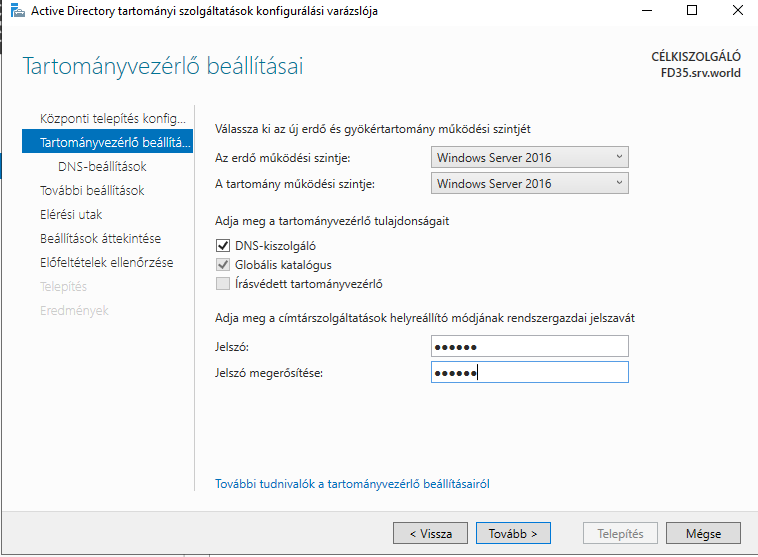 Active Directory tartományi szolgáltatások konfigurálási varázslója
Tartományvezérlő beállításai
CÉLKISZOLGÁLÓ
FD35.srv.world
Központi telepítés konfig...
Tartományvezérlő beállítá...
DNS-beállítások
További beállítások
Elérési utak
Beállítások áttekintése
Előfeltételek ellenőrzése
Telepítés
Eredmények
Válassza ki az új erdő és gyökértartomány működési szintjét
Az erdő működési szintje: Windows Server 2016
A tartomány működési szintje: Windows Server 2016
Adja meg a tartományvezérlő tulajdonságait
DNS-kiszolgáló
Globális katalógus
Írásvédett tartományvezérlő
Adja meg a címtárszolgáltatások helyreállító módjának rendszergazdai jelszavát
Jelszó: ●●●●●●
Jelszó megerősítése: ●●●●●●
További tudnivalók a tartományvezérlő beállításairól
< Vissza Tovább > Telepítés Mégse